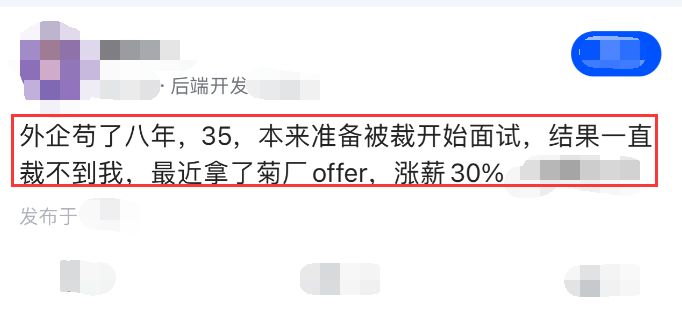 · 后端开发
外企苟了八年，35，本来准备被裁开始面试，结果一直
裁不到我，最近拿了菊厂offer，涨薪30%
发布于